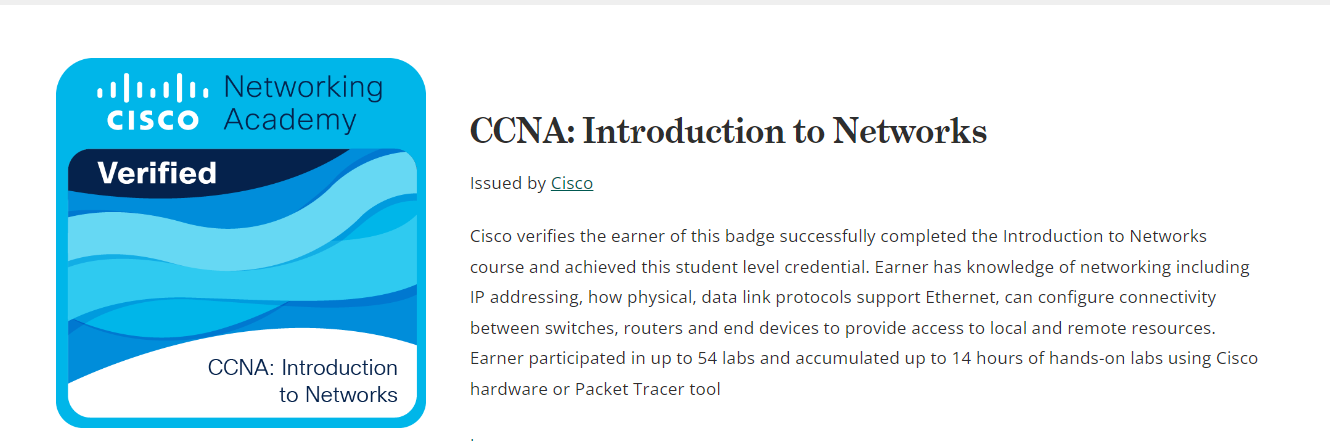 CISCO
Networking
Academy
Verified
CCNA: Introduction
to Networks
CCNA: Introduction to Networks
Issued by Cisco
Cisco verifies the earner of this badge successfully completed the Introduction to Networks
course and achieved this student level credential. Earner has knowledge of networking including
IP addressing, how physical, data link protocols support Ethernet, can configure connectivity
between switches, routers and end devices to provide access to local and remote resources.
Earner participated in up to 54 labs and accumulated up to 14 hours of hands-on labs using Cisco
hardware or Packet Tracer tool